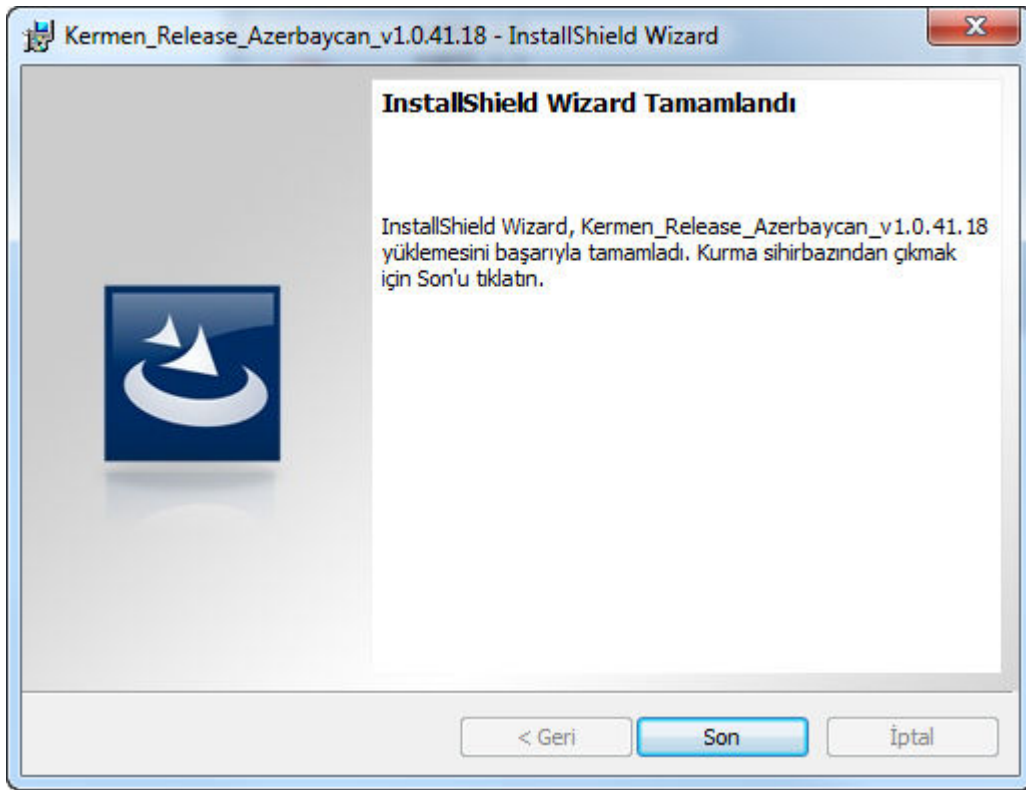 Kermen_Release_Azerbaycan_v1.0.41.18 - InstallShield Wizard
InstallShield Wizard Tamamlandı
InstallShield Wizard, Kermen_Release_Azerbaycan_v1.0.41.18
yüklemesini başarıyla tamamladı. Kurma sihirbazından çıkmak
için Son'u tıklatın.
< Geri
Son
İptal